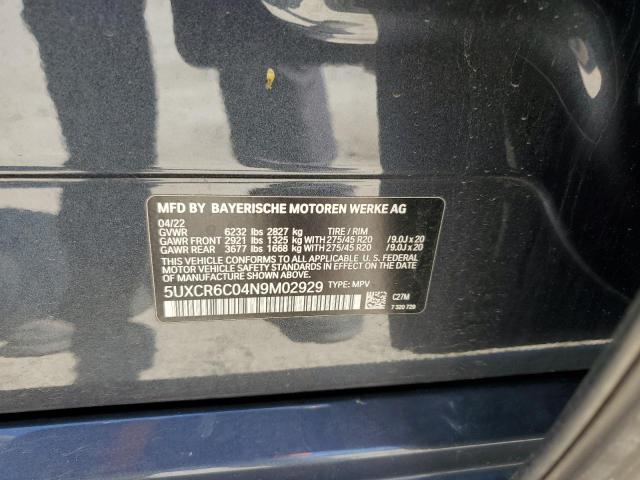 MFD BY BAYERISCHE MOTOREN WERKE AG
04/22
GVWR 6232 lbs 2827 kg TIRE / RIM
GAWR FRONT 2921 lbs 1325 kg WITH 275/45 R20 /9.0J x 20
GAWR REAR 3677 lbs 1668 kg WITH 275/45 R20 /9.0J x 20
THIS VEHICLE CONFORMS TO ALL APPLICABLE
FEDERAL MOTOR VEHICLE SAFETY STANDARDS
IN EFFECT ON THE DATE OF MANUFACTURE SHOWN ABOVE.
5UXCR6C04N9M02929 TYPE: MPV
C27M
7 320 729